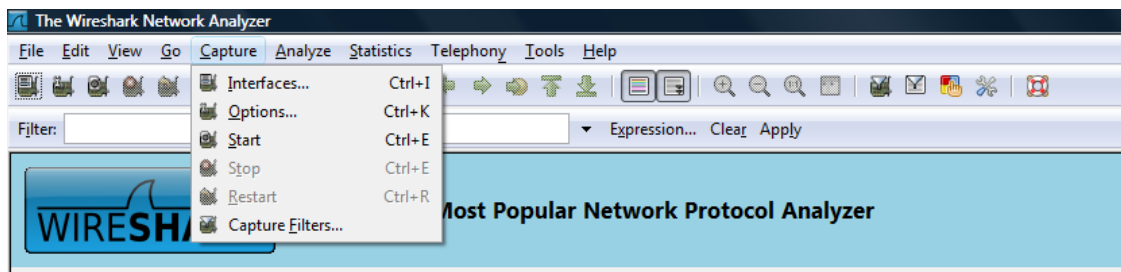 The Wireshark Network Analyzer
File Edit View Go Capture Analyze Statistics Telephony Tools Help
Interfaces... Ctrl+I
Options... Ctrl+K
Filter: Expression... Clear Apply
Start Ctrl+E
Stop Ctrl+E
Restart Ctrl+R
Capture Filters...
WIRESHA
Most Popular Network Protocol Analyzer